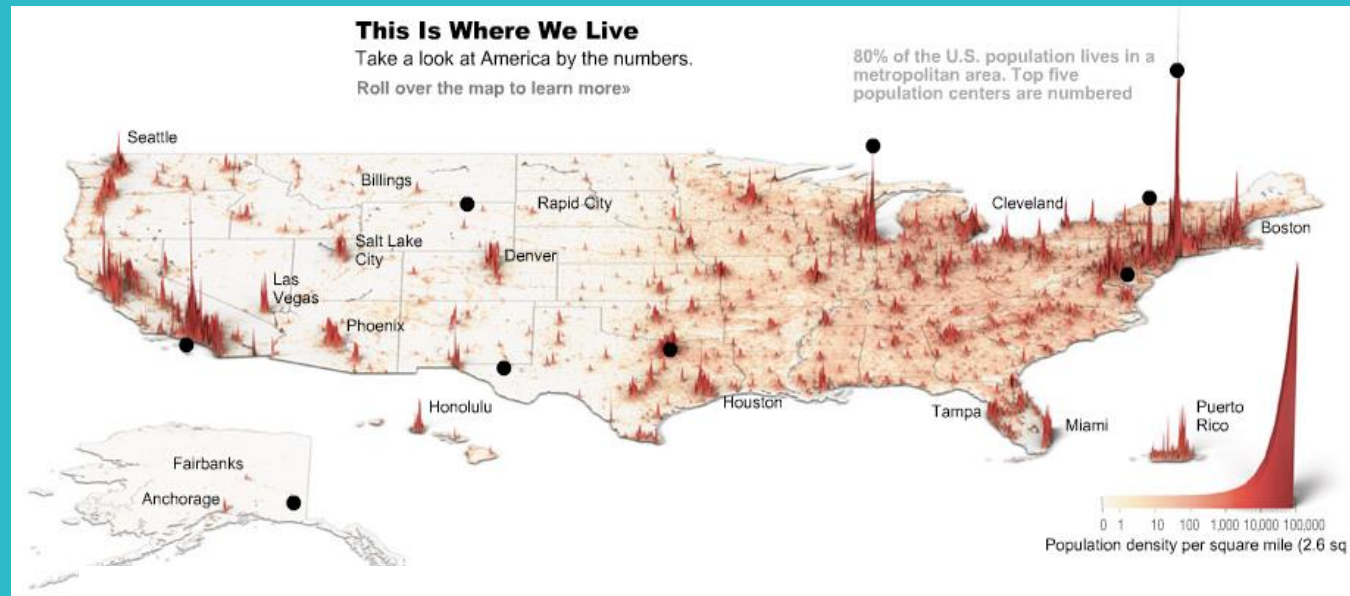 This Is Where We Live
Take a look at America by the numbers.
Roll over the map to learn more»
80% of the U.S. population lives in a
metropolitan area. Top five
population centers are numbered
Seattle
Billings
Rapid City
Cleveland
Boston
Salt Lake
City
Denver
Las
Vegas
Phoenix
Houston
Tampa
Miami
Puerto
Rico
Honolulu
Fairbanks
Anchorage
0 1 10 100 1,000 10,000 100,000
Population density per square mile (2.6 sq